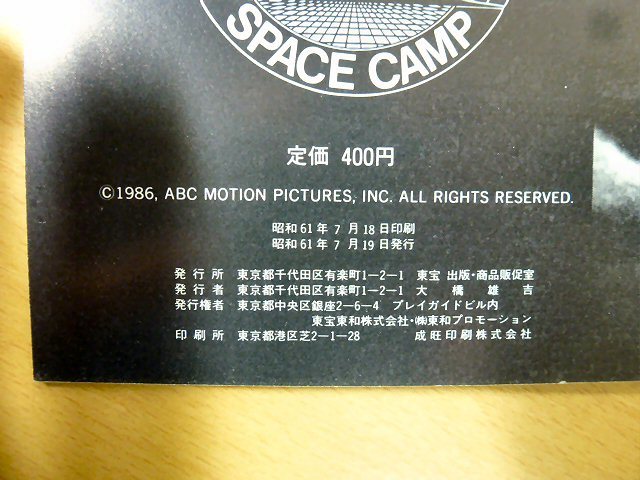 SPACE CAMP
定価 400円
©1986, ABC MOTION PICTURES, INC. ALL RIGHTS RESERVED.
昭和61年 7 月18日印刷
昭和61年 7 月19日発行
発 行 所 東京都千代田区有楽町1−2−1 東宝 出版・商品販促室
発 行 者 東京都千代田区有楽町1−2−1 大 橋 雄 吉
発行権者 東京都中央区銀座2−6−4 プレイガイドビル内
東宝東和株式会社・㈱東和プロモーション
印 刷 所 東京都港区芝2−1−28 成旺印刷株式会社